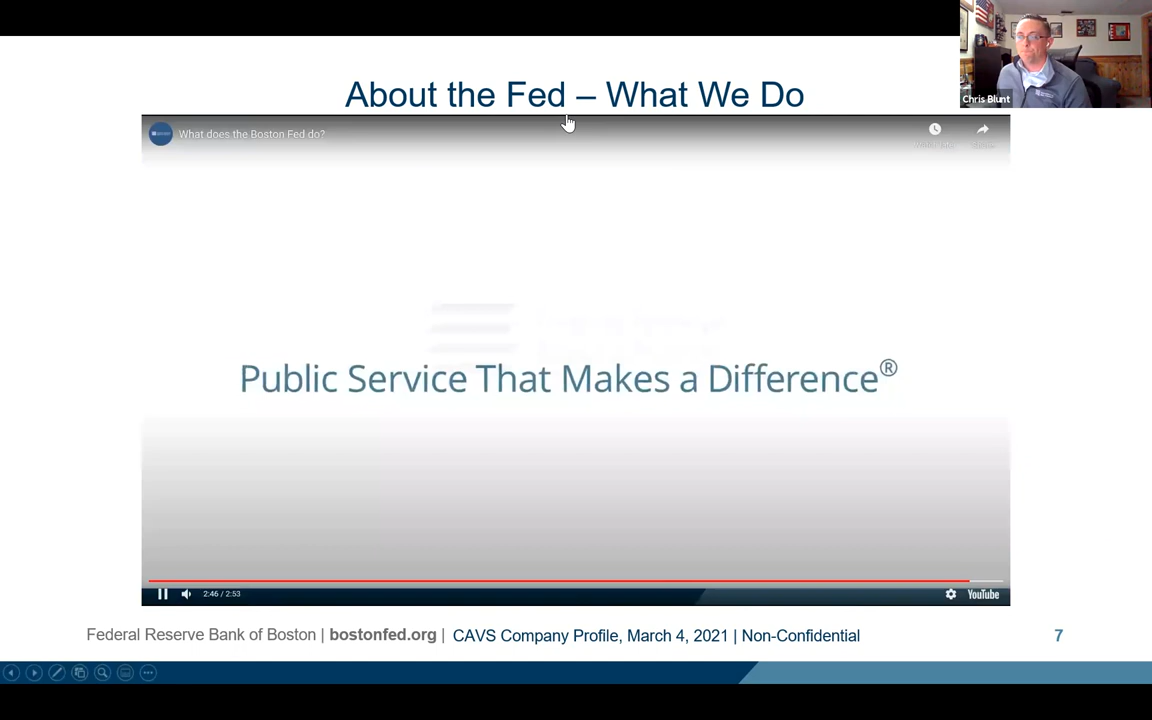 About the Fed – What We Do
Chris Blunt
What does the Boston Fed do?
Public Service That Makes a Difference®
2:46 / 2:53
YouTube
Federal Reserve Bank of Boston | bostonfed.org | CAVS Company Profile, March 4, 2021 | Non-Confidential
7